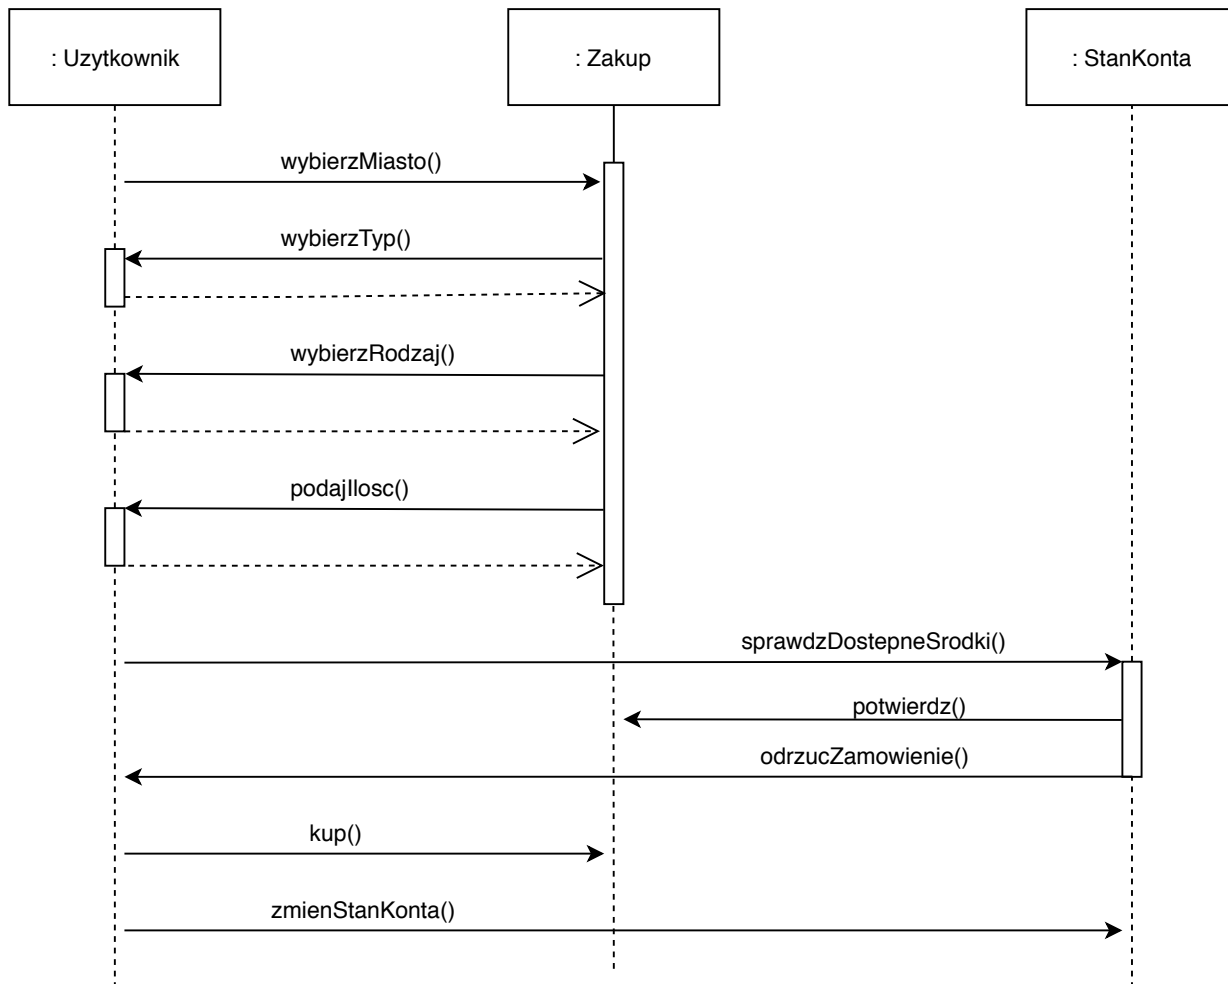 : Uzytkownik
: Zakup
: StanKonta
wybierzMiasto()
wybierzTyp()
wybierzRodzaj()
podajIlosc()
sprawdzDostepneSrodki()
potwierdz()
odrzucZamowienie()
kup()
zmienStanKonta()